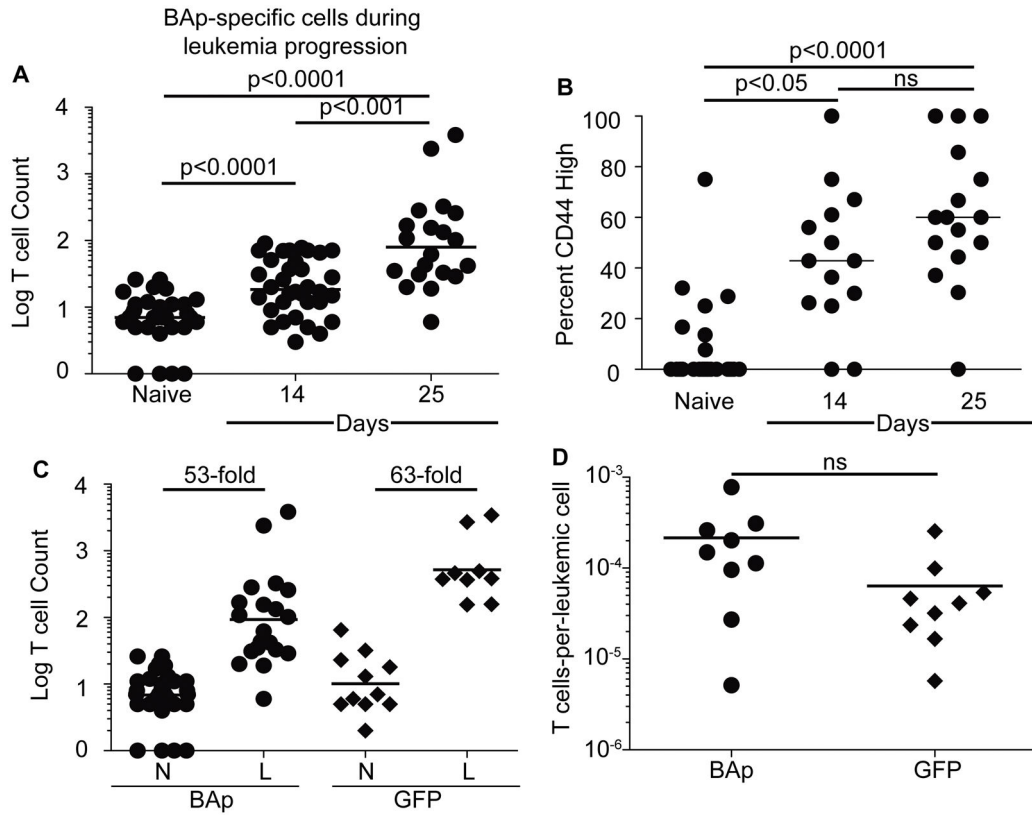 BAp-specific cells during
leukemia progression
A
p<0.0001
p<0.001
p<0.0001
Log T cell Count
4
3
2
1
0
Naive
14
25
Days
B
p<0.0001
p<0.05
ns
Percent CD44 High
100
80
60
40
20
0
Naive
14
25
Days
C
53-fold
63-fold
Log T cell Count
4
3
2
1
0
N
L
N
L
BAp
GFP
D
ns
T cells-per-leukemic cell
10⁻³
10⁻⁴
10⁻⁵
10⁻⁶
BAp
GFP